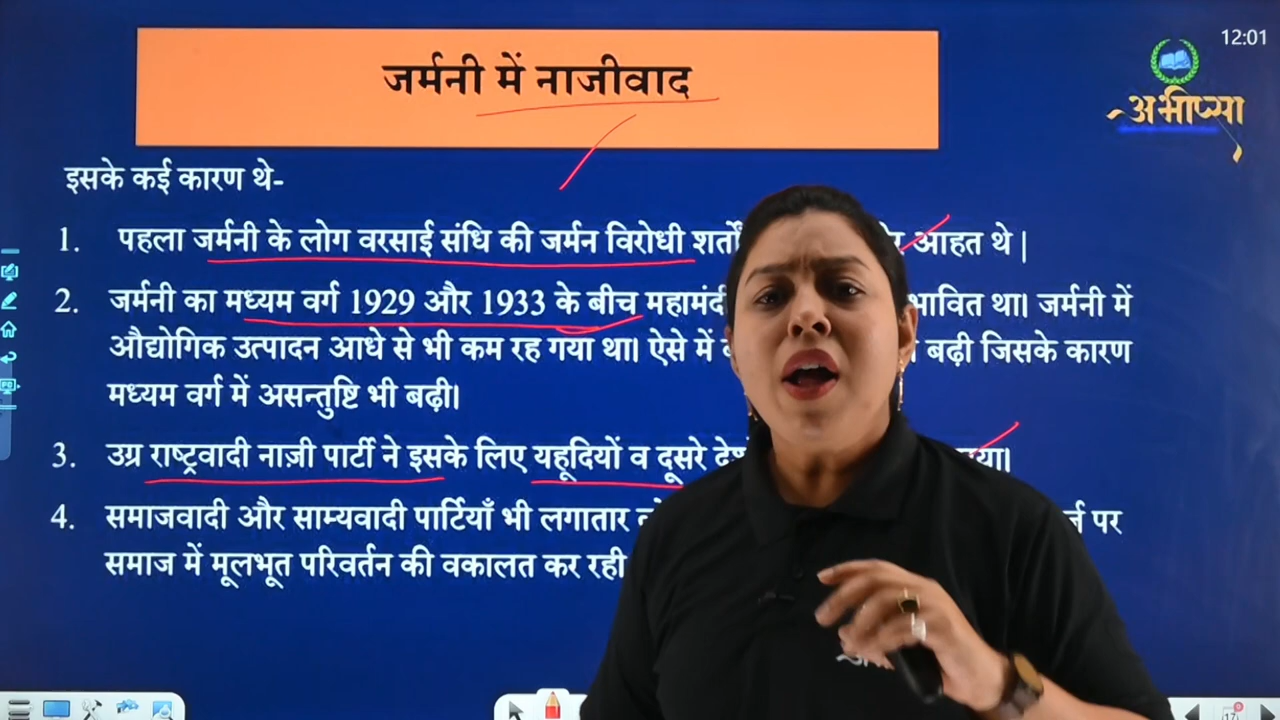 12:01
जर्मनी में नाजीवाद
अभीप्सा
इसके कई कारण थे-
1. पहला जर्मनी के लोग वरसाई संधि की जर्मन विरोधी शर्तों आहत थे |
2. जर्मनी का मध्यम वर्ग 1929 और 1933 के बीच था। जर्मनी में
औद्योगिक उत्पादन आधे से भी कम रह गया था। ऐसे में बढ़ी जिसके कारण
मध्यम वर्ग में असन्तुष्टि भी बढ़ी।
3. उग्र राष्ट्रवादी नाज़ी पार्टी ने इसके लिए यहूदियों व दूसरे
4. समाजवादी और साम्यवादी पार्टियाँ भी लगातार पर
समाज में मूलभूत परिवर्तन की वकालत कर रही
17